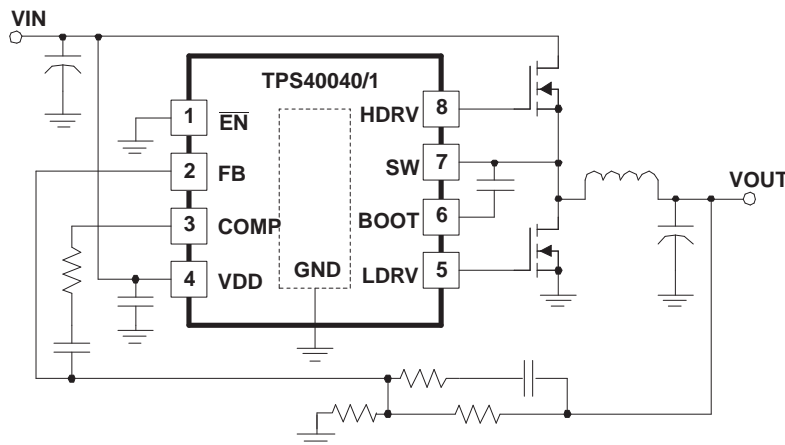 VIN
TPS40040/1
1 EN
HDRV 8
2 FB
SW 7
VOUT
3 COMP
BOOT 6
4 VDD
GND
LDRV 5